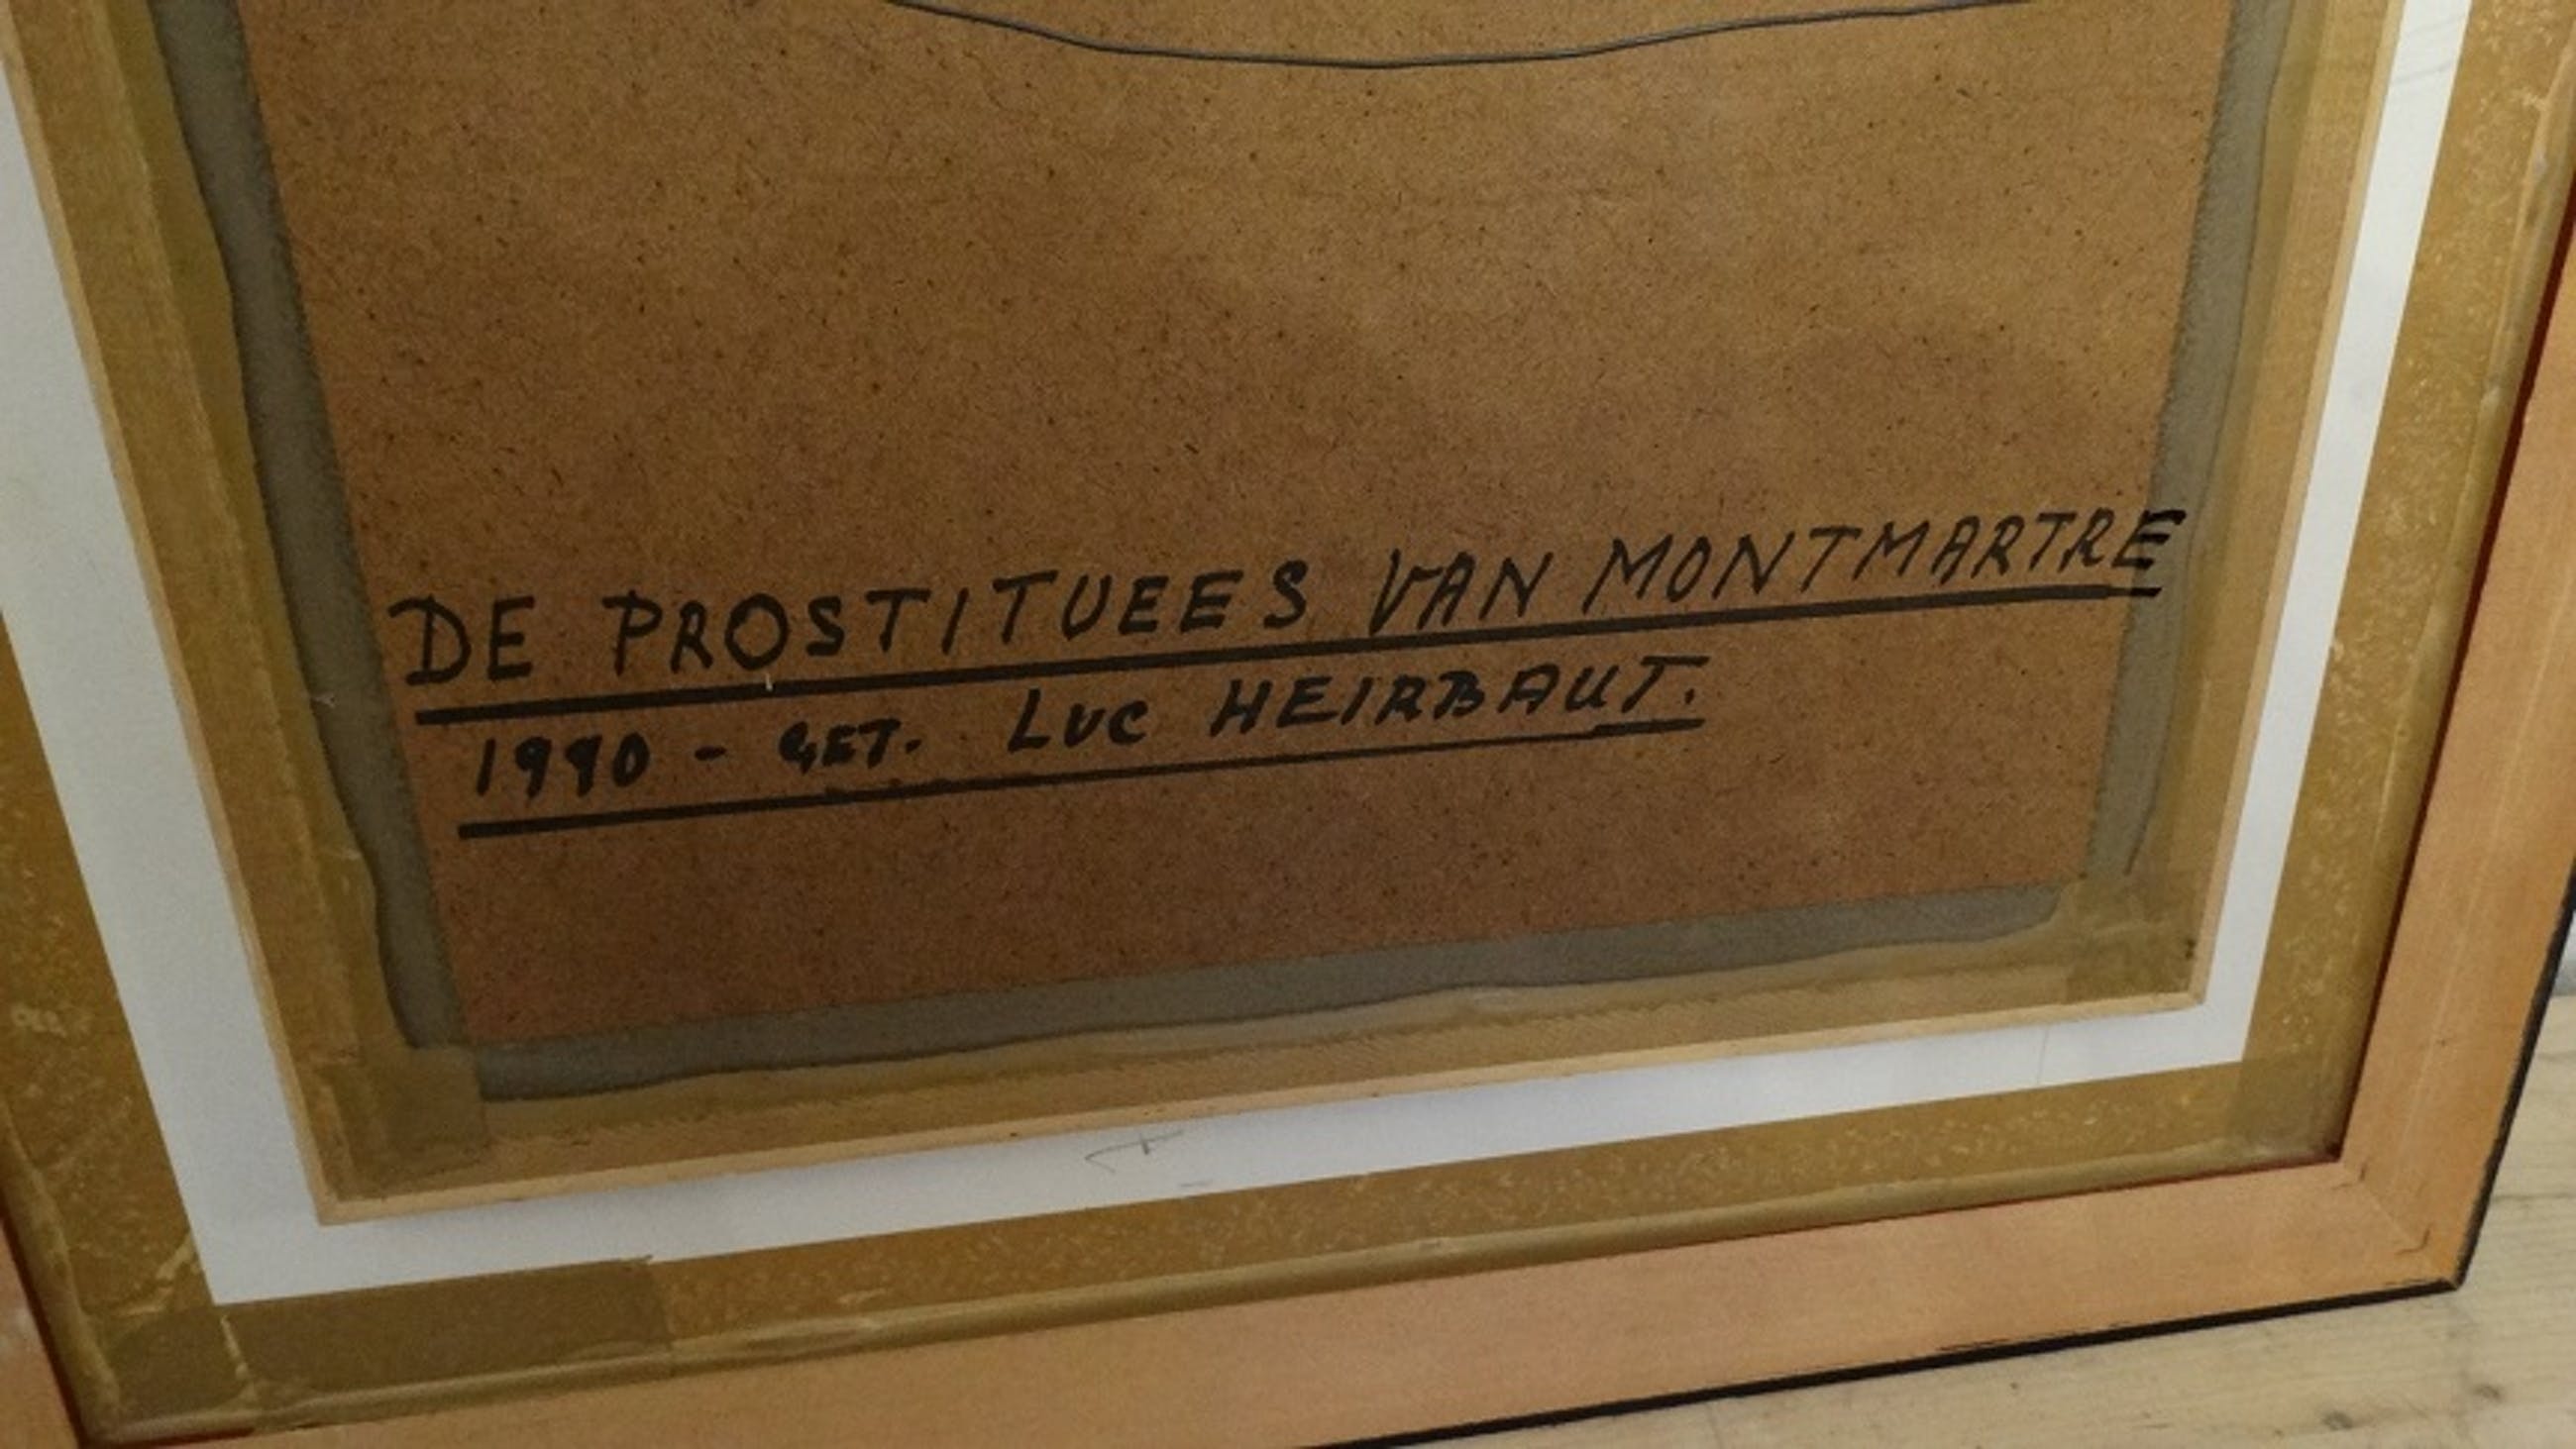 DE PROSTITUEES VAN MONTMARTRE
1990 - GET. LUC HEIRBAUT.